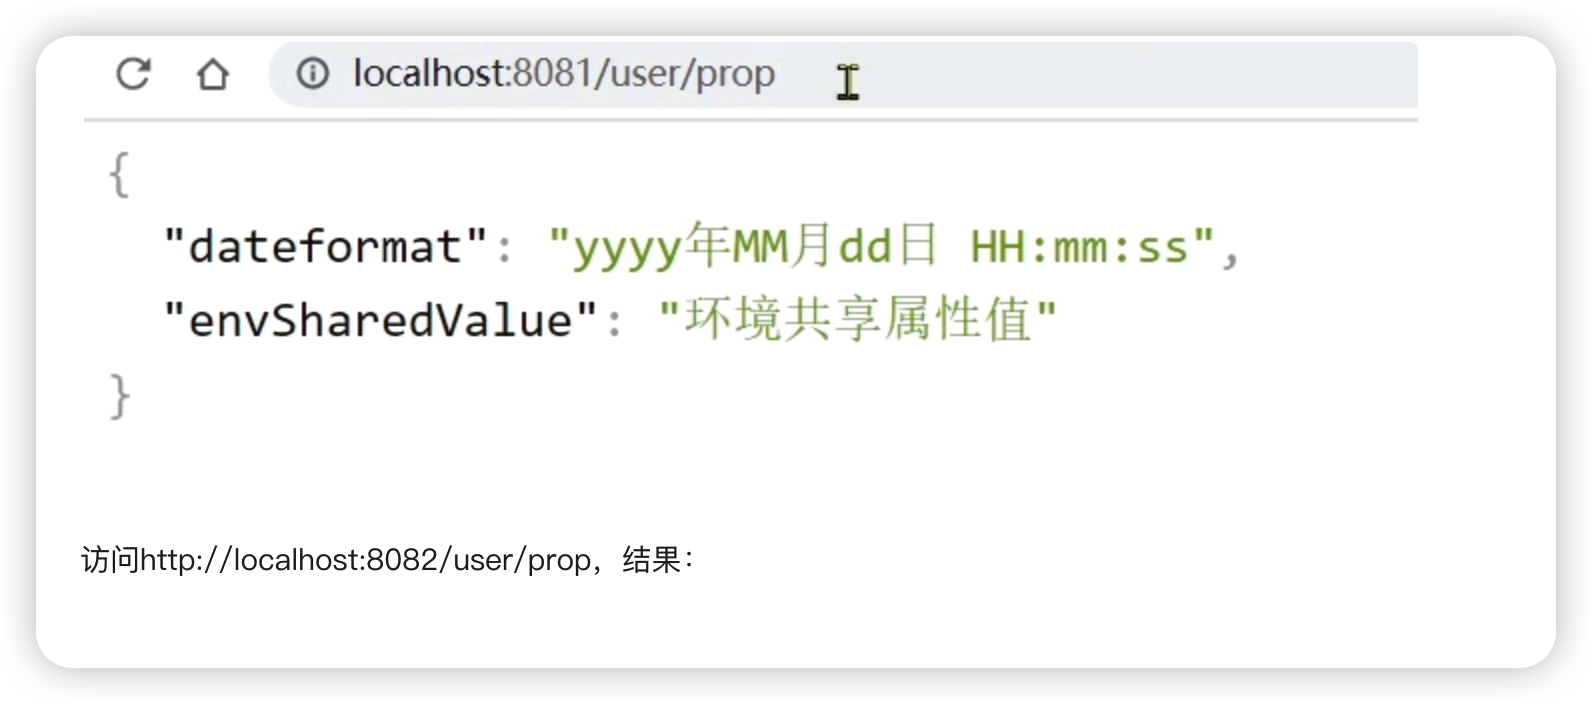 localhost:8081/user/prop
{
"dateformat": "yyyy年MM月dd日 HH:mm:ss",
"envSharedValue": "环境共享属性值"
}
访问http://localhost:8082/user/prop，结果：